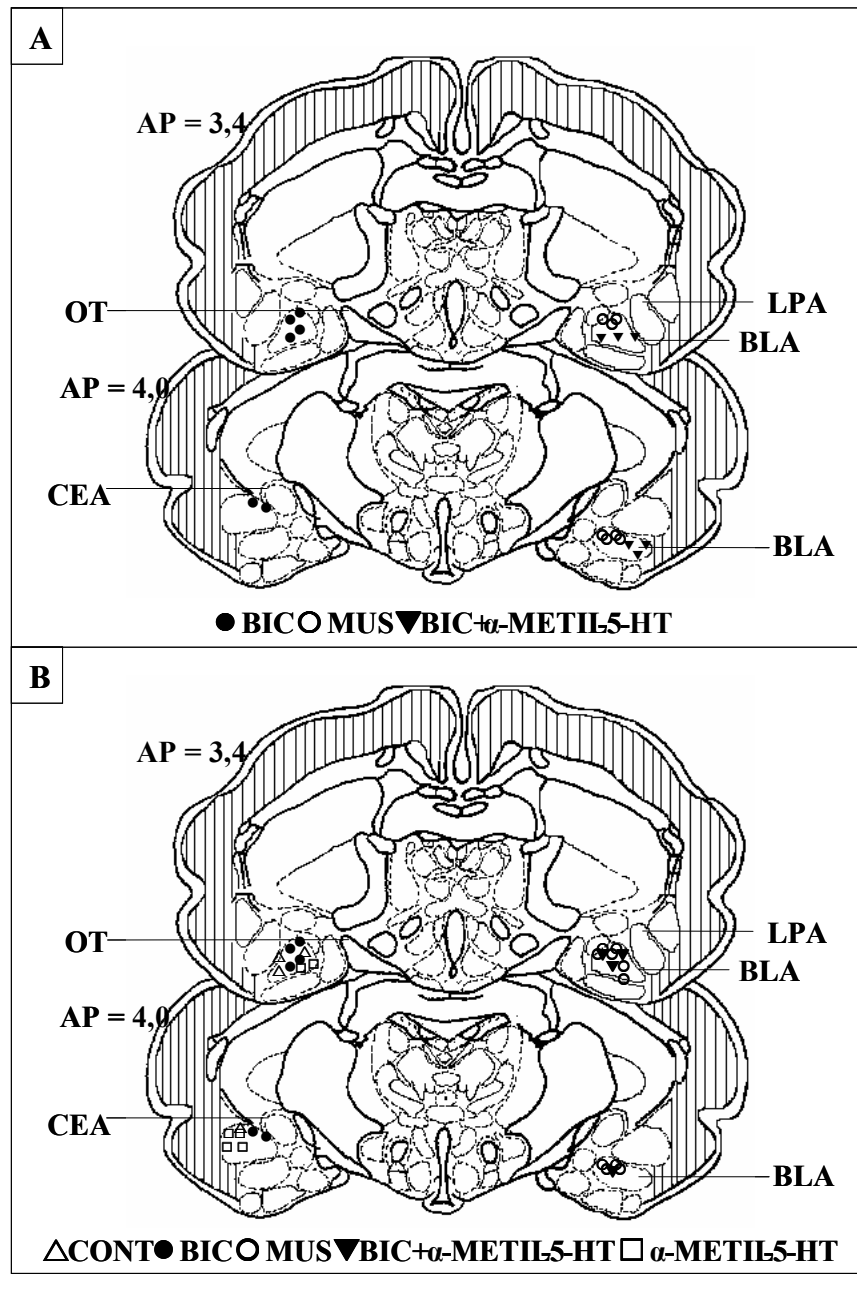 A
AP = 3,4
OT
LPA
BLA
AP = 4,0
CEA
BLA
● BIC○ MUS▼BIC+α-METIL-5-HT
B
AP = 3,4
OT
LPA
BLA
AP = 4,0
CEA
BLA
△CONT● BIC○ MUS▼BIC+α-METIL-5-HT □ α-METIL-5-HT